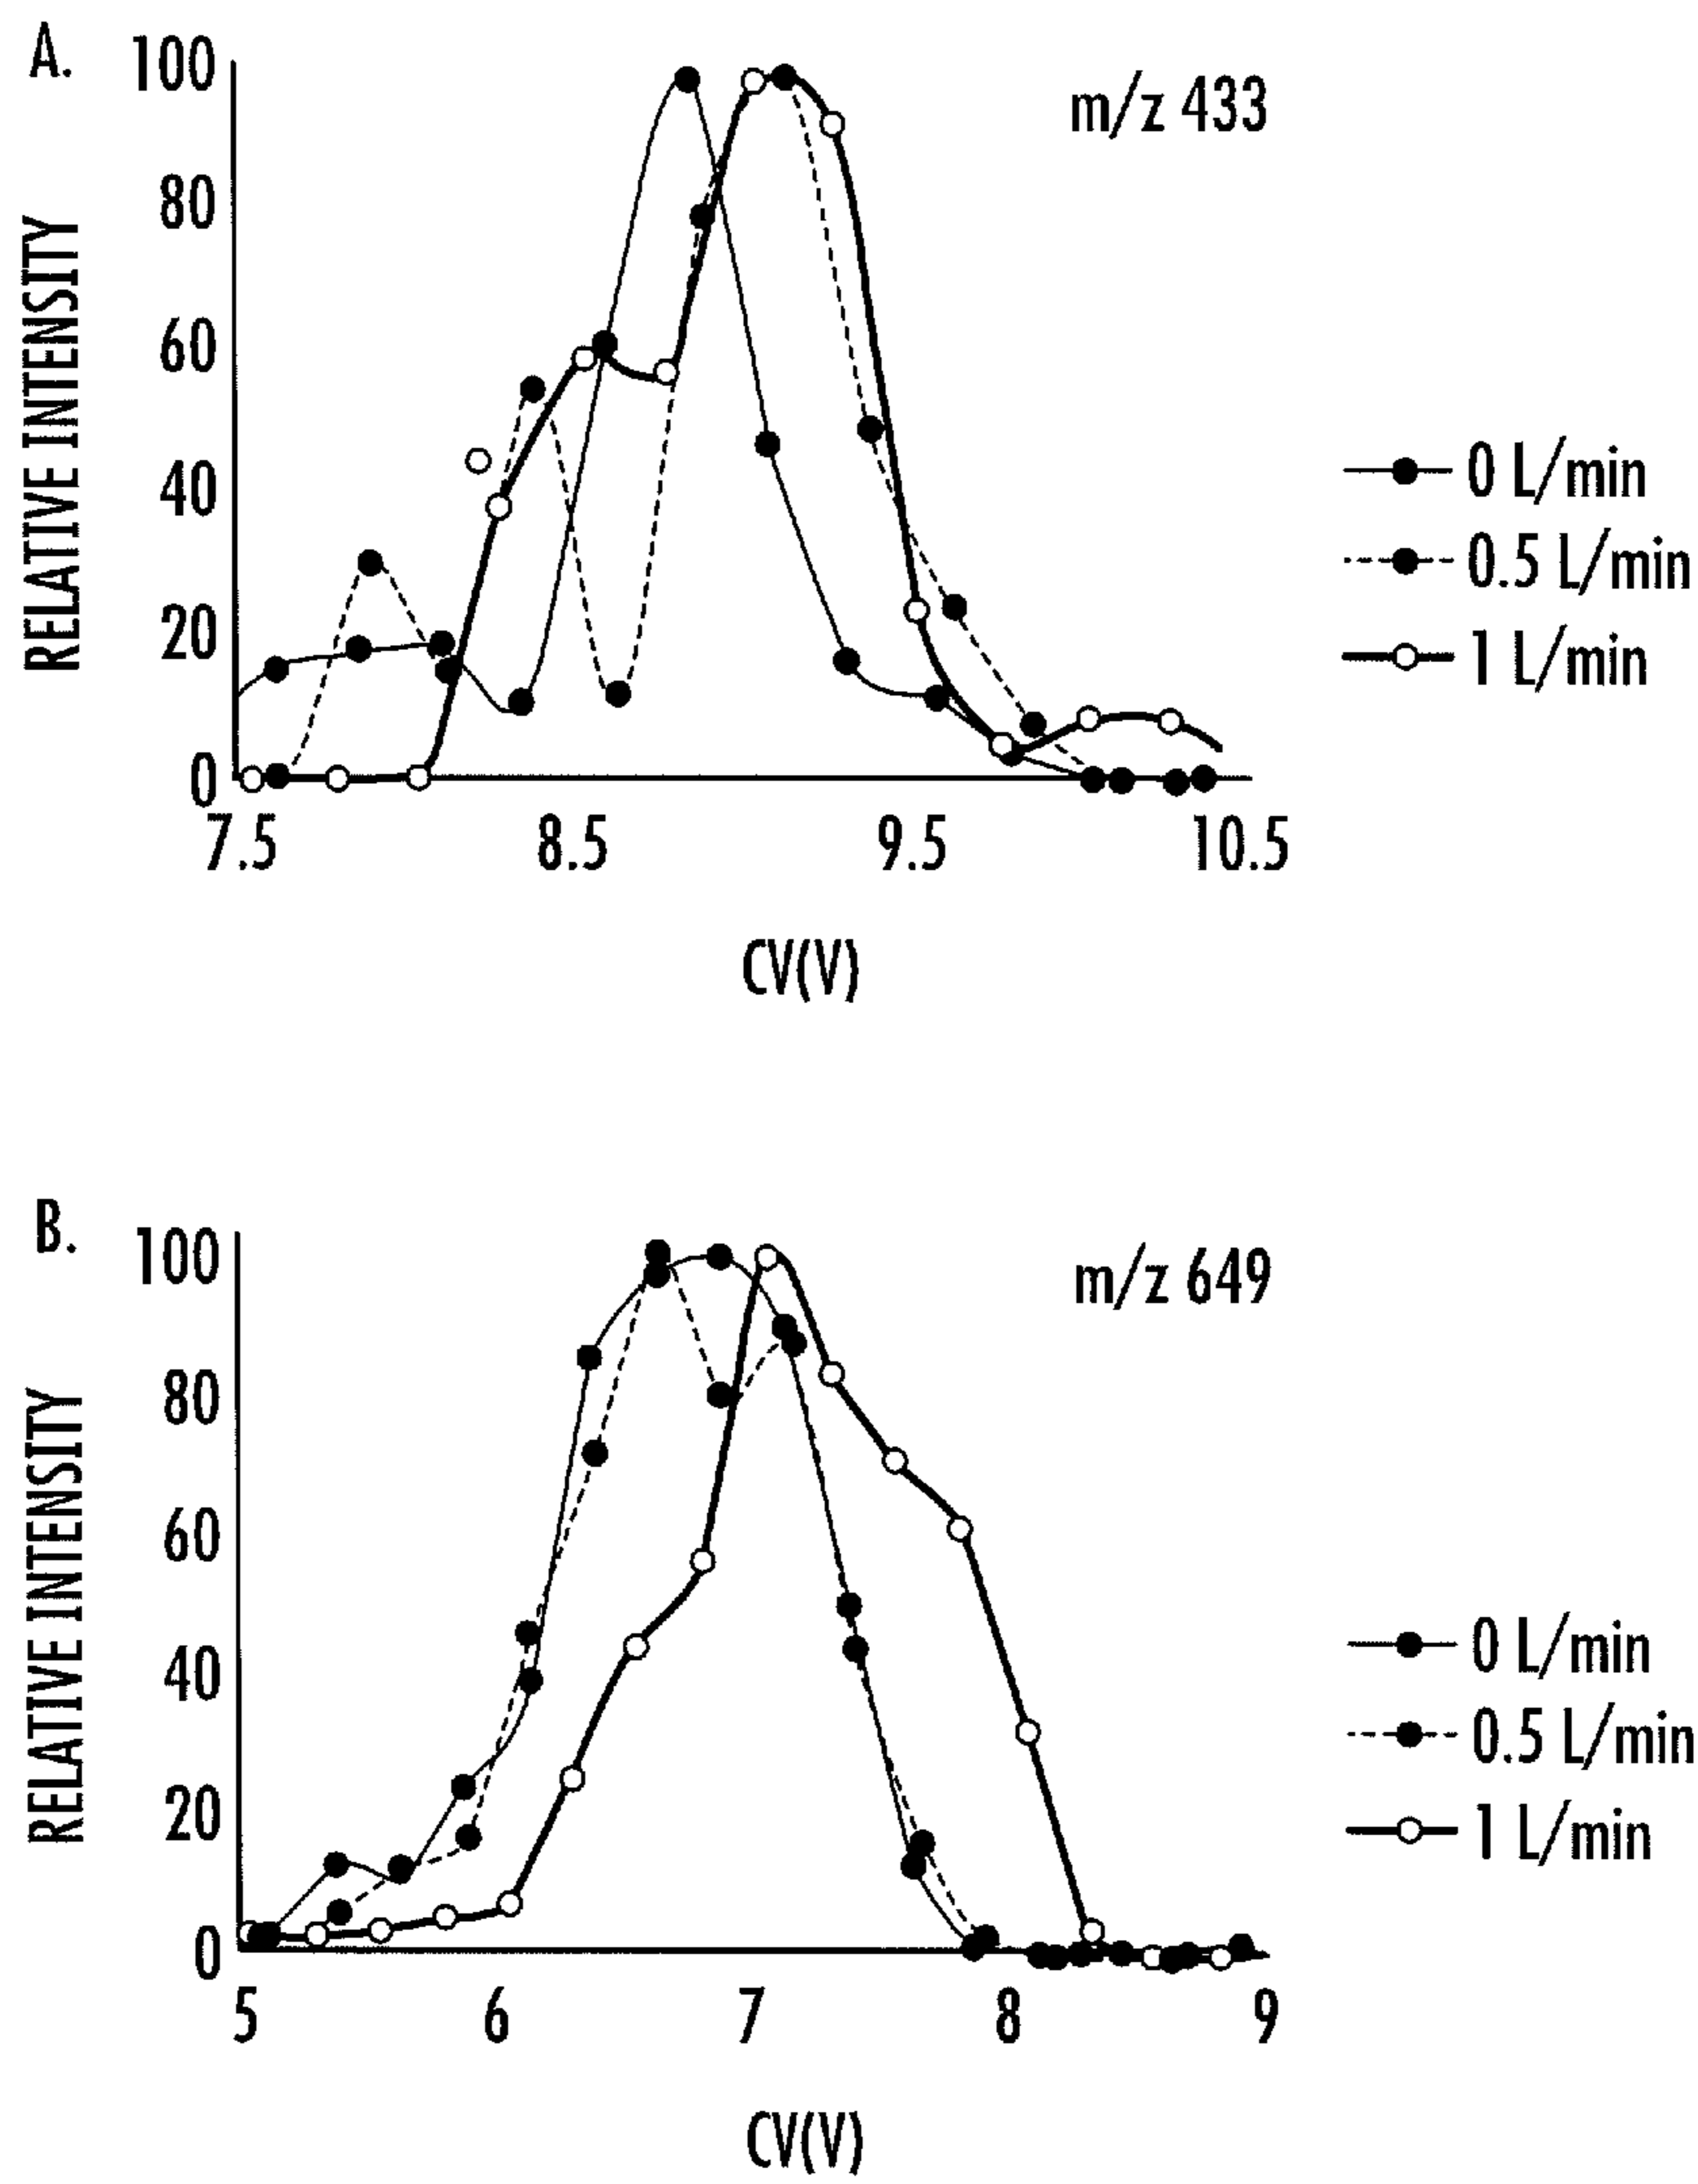 A.
RELATIVE INTENSITY
100
80
60
40
20
0
7.5 8.5 9.5 10.5
CV(V)
m/z 433
0 L/min
0.5 L/min
1 L/min
B.
RELATIVE INTENSITY
100
80
60
40
20
0
5 6 7 8 9
CV(V)
m/z 649
0 L/min
0.5 L/min
1 L/min